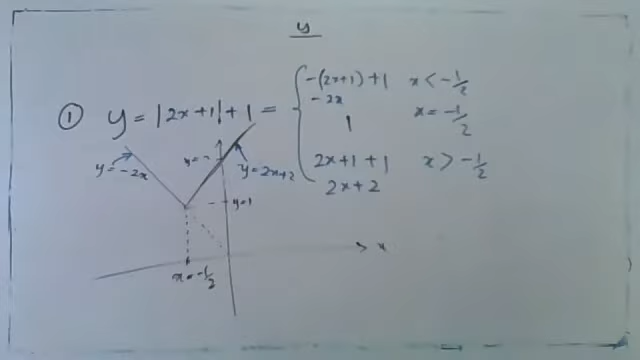 y
① y = |2x+1| + 1 = { -(2x+1) + 1   x < -1/2
-2x
1   x = -1/2
2x+1 + 1   x > -1/2
2x+2
y = -2x
y = 2x+2
y=1
x
x = -1/2